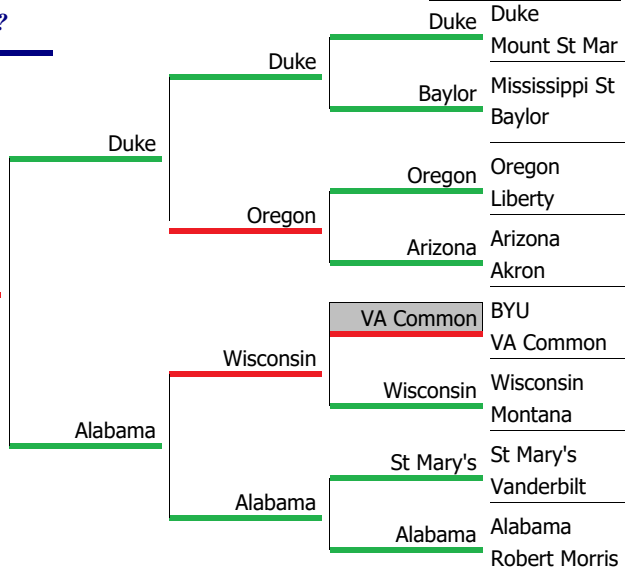 ?
Duke
Duke
Mount St Mar
Duke
Baylor
Mississippi St
Baylor
Duke
Oregon
Oregon
Liberty
Oregon
Arizona
Arizona
Akron
VA Common
BYU
VA Common
Wisconsin
Wisconsin
Wisconsin
Montana
Alabama
St Mary's
St Mary's
Vanderbilt
Alabama
Alabama
Alabama
Robert Morris